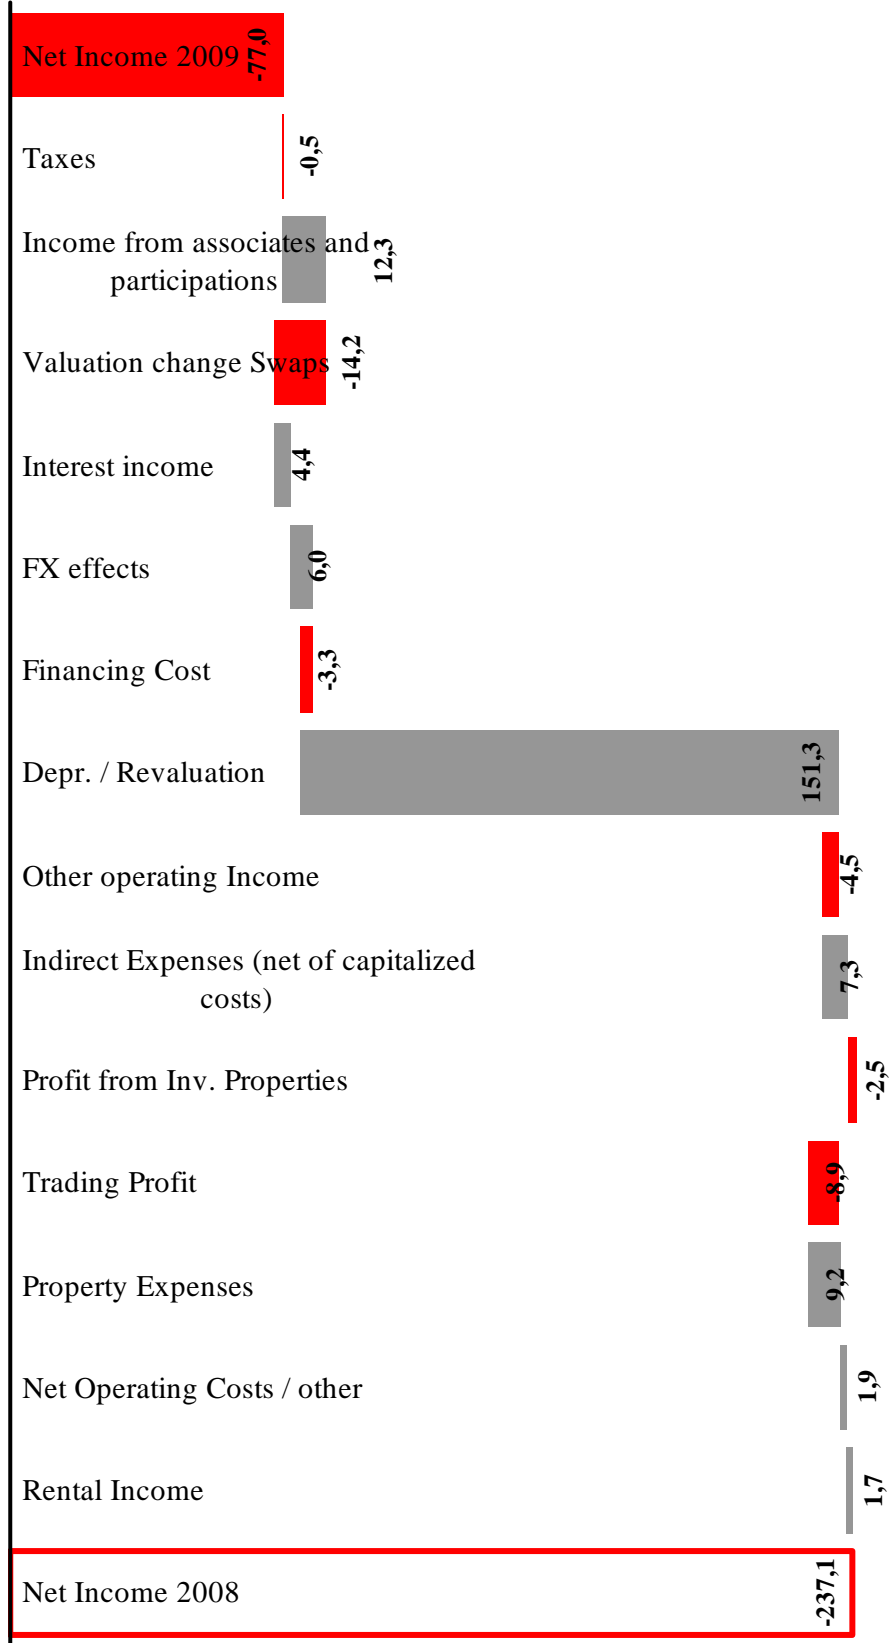 Net Income 2009
-77,0
Taxes
-0,5
Income from associates and
participations
12,3
Valuation change Swaps
-14,2
Interest income
4,4
FX effects
6,0
Financing Cost
-3,3
Depr. / Revaluation
151,3
Other operating Income
-4,5
Indirect Expenses (net of capitalized
costs)
7,3
Profit from Inv. Properties
-2,5
Trading Profit
-8,9
Property Expenses
9,2
Net Operating Costs / other
1,9
Rental Income
1,7
Net Income 2008
-237,1